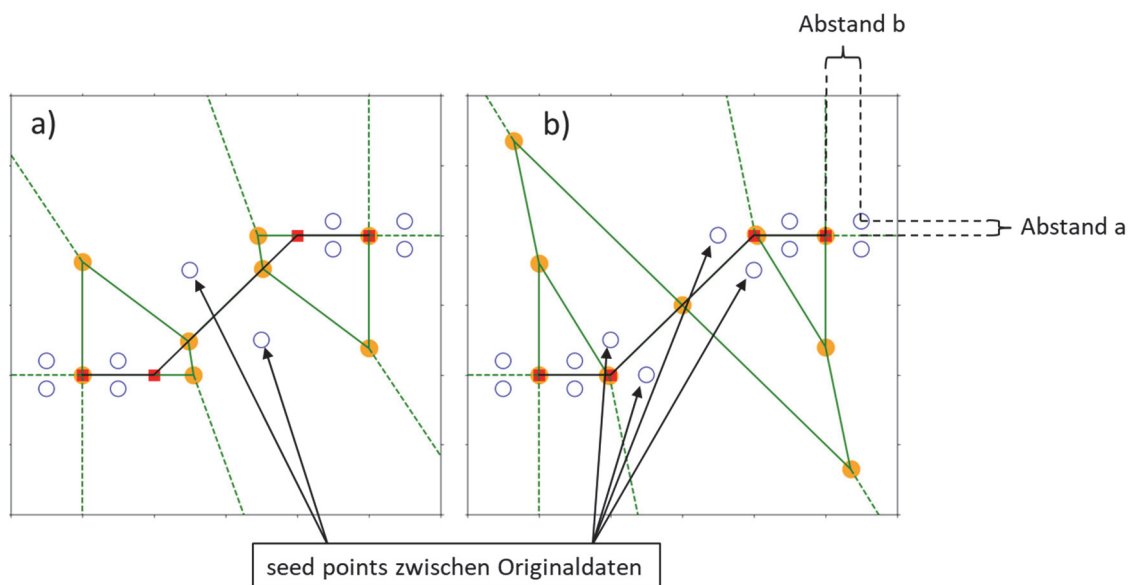 Abstand b
a)
b)
Abstand a
seed points zwischen Originaldaten